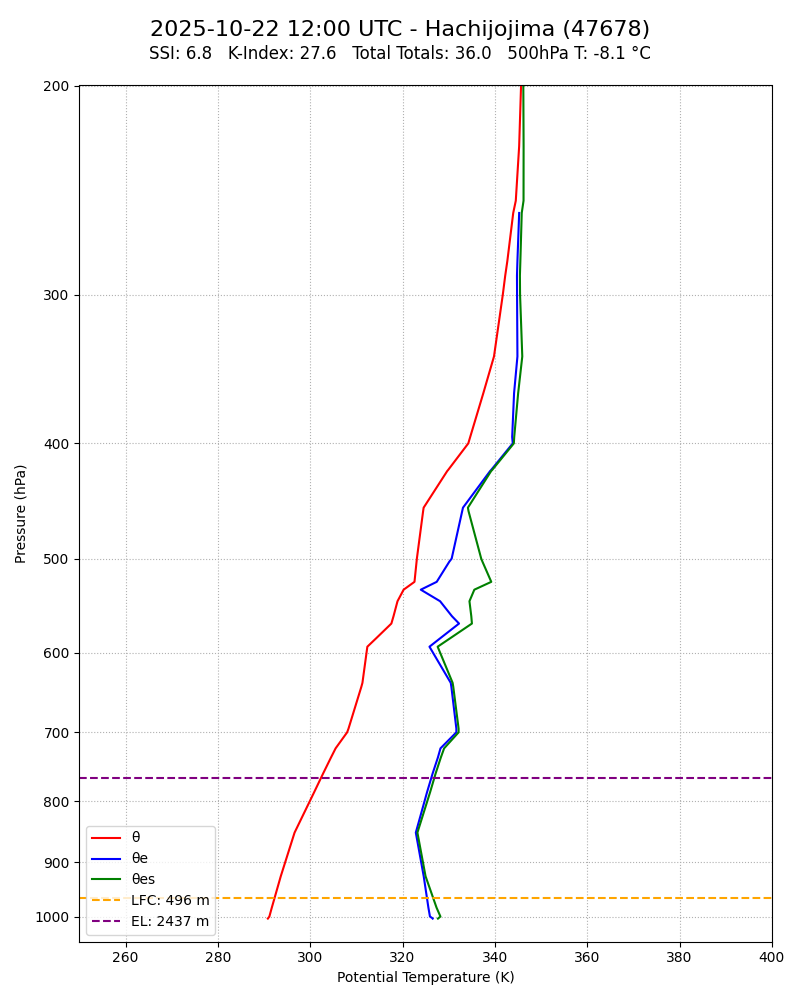 2025-10-22 12:00 UTC - Hachijojima (47678)
SSI: 6.8 K-Index: 27.6 Total Totals: 36.0 500hPa T: -8.1 °C
200
300
400
500
600
700
800
900
1000
Pressure (hPa)
θ
θe
θes
LFC: 496 m
EL: 2437 m
260 280 300 320 340 360 380 400
Potential Temperature (K)